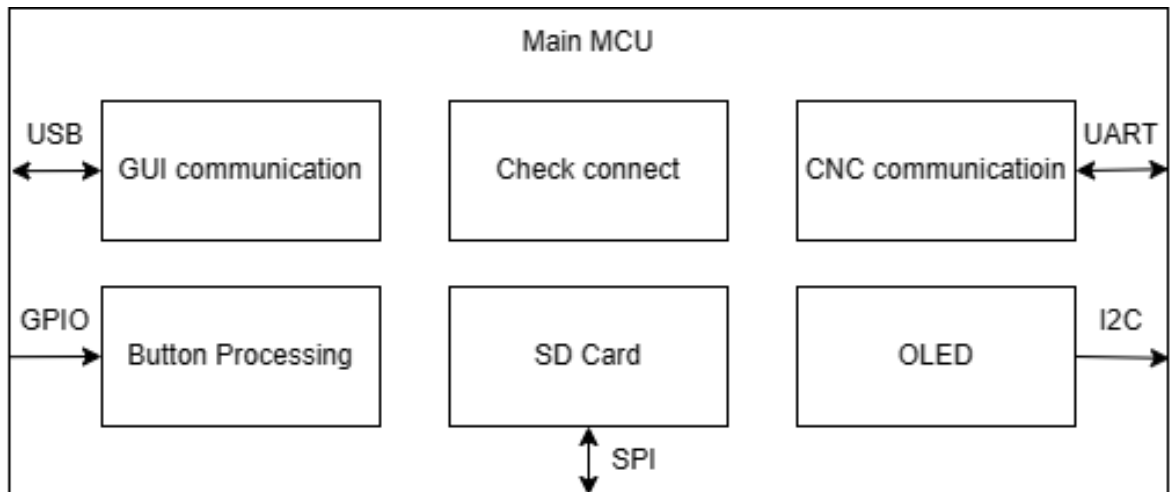 Main MCU
USB
GUI communication
Check connect
CNC communicatioin
UART
GPIO
Button Processing
SD Card
OLED
I2C
SPI